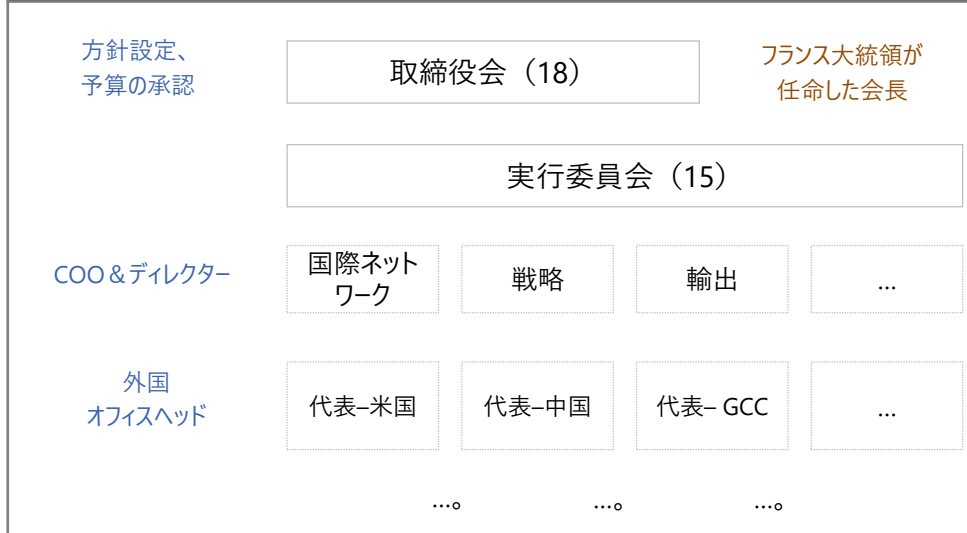 方針設定、
予算の承認
取締役会（18）
フランス大統領が
任命した会長
実行委員会（15）
COO＆ディレクター
国際ネット
ワーク
戦略
輸出
...
外国
オフィスヘッド
代表–米国
代表–中国
代表– GCC
...
...。
...。
...。